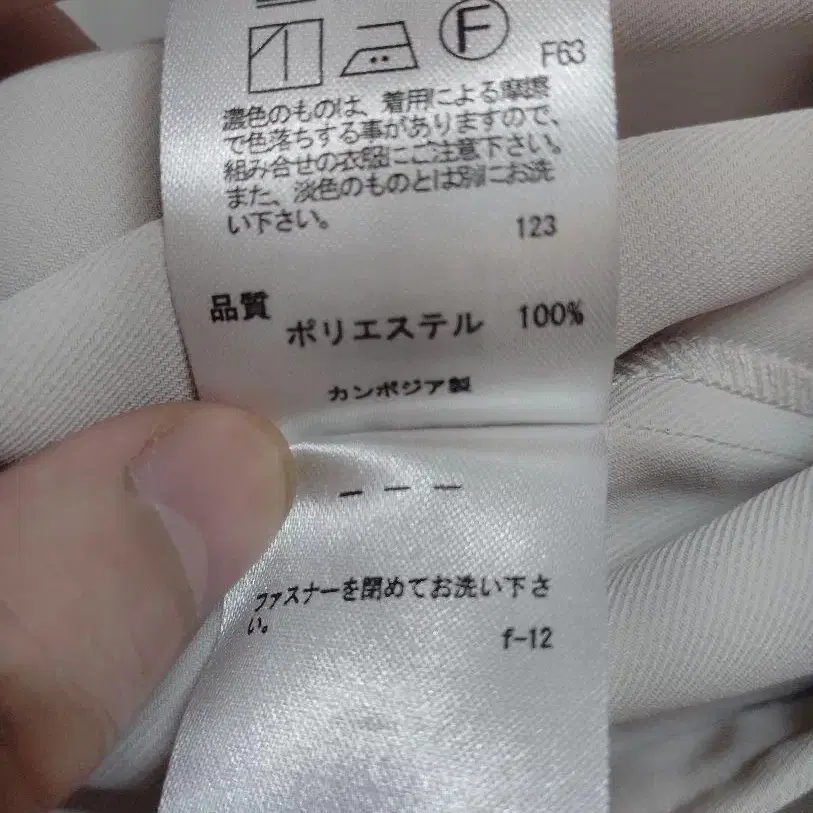 F
F63
濃色のものは、着用による摩擦
で色落ちする事がありますので、
組み合せの衣服にご注意下さい。
また、淡色のものとは別にお洗
い下さい。
123
品質
ポリエステル 100%
カンボジア製
― ― ―
ファスナーを閉めてお洗い下さ
い。
f-12